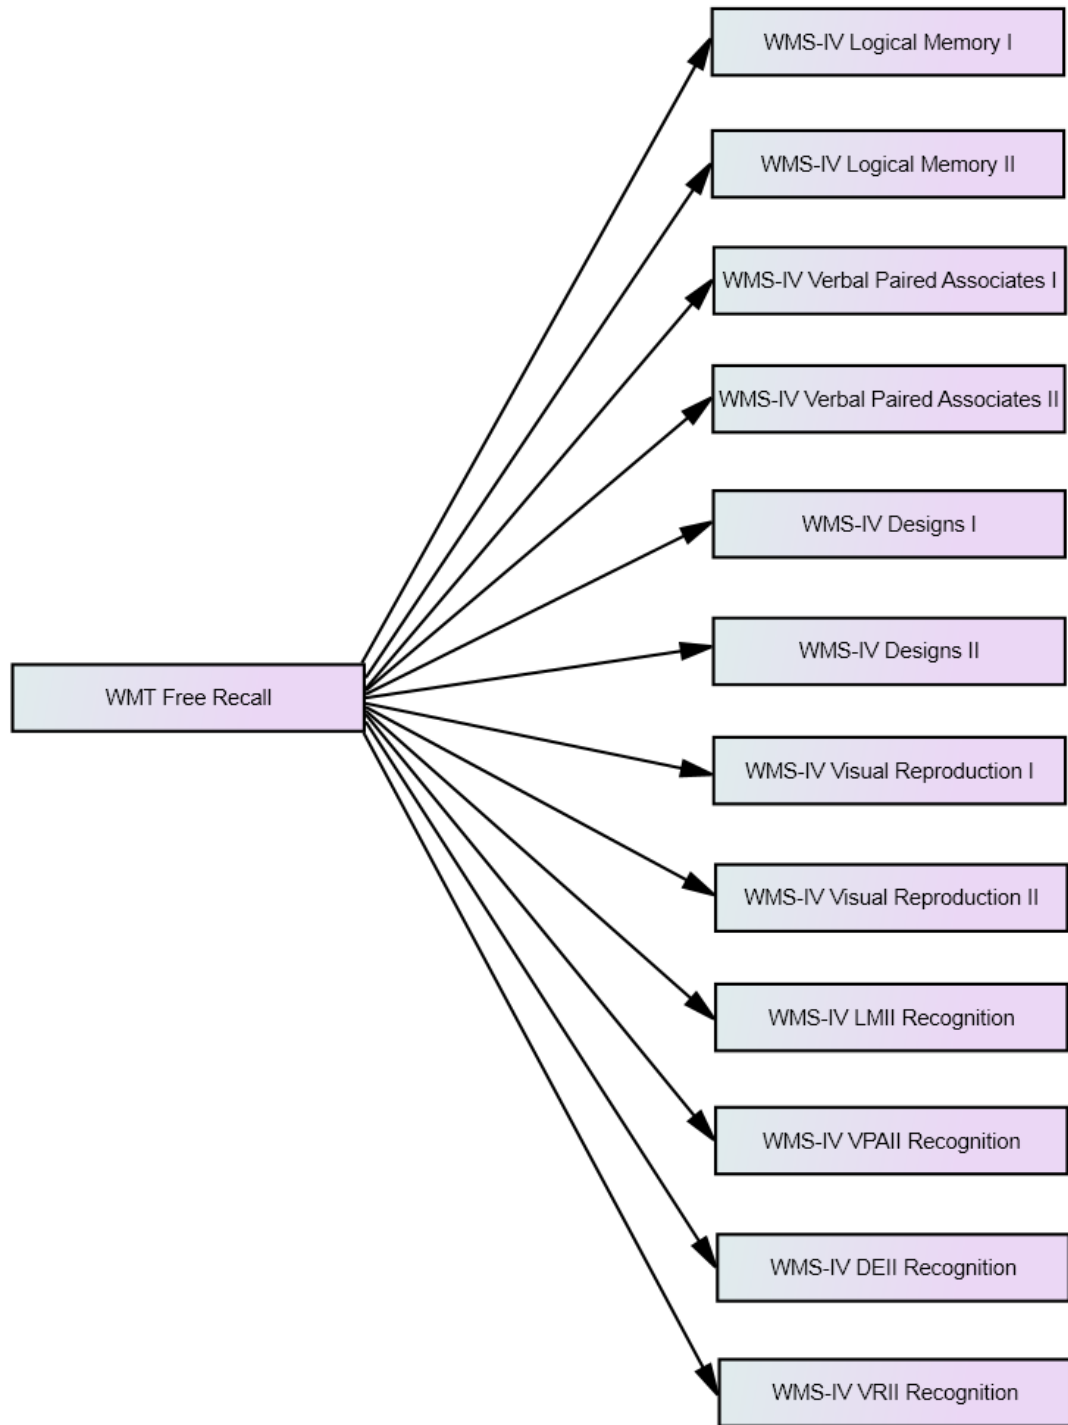 WMS-IV Logical Memory I
WMS-IV Logical Memory II
WMS-IV Verbal Paired Associates I
WMS-IV Verbal Paired Associates II
WMS-IV Designs I
WMS-IV Designs II
WMT Free Recall
WMS-IV Visual Reproduction I
WMS-IV Visual Reproduction II
WMS-IV LMII Recognition
WMS-IV VPAII Recognition
WMS-IV DEII Recognition
WMS-IV VRII Recognition